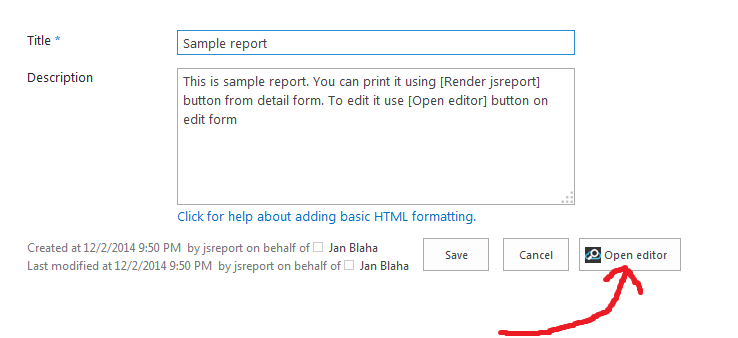 Title *
Sample report
Description
This is sample report. You can print it using [Render jsreport]
button from detail form. To edit it use [Open editor] button on
edit form
Click for help about adding basic HTML formatting.
Created at 12/2/2014 9:50 PM by jsreport on behalf of Jan Blaha
Last modified at 12/2/2014 9:50 PM by jsreport on behalf of Jan Blaha
Save
Cancel
Open editor